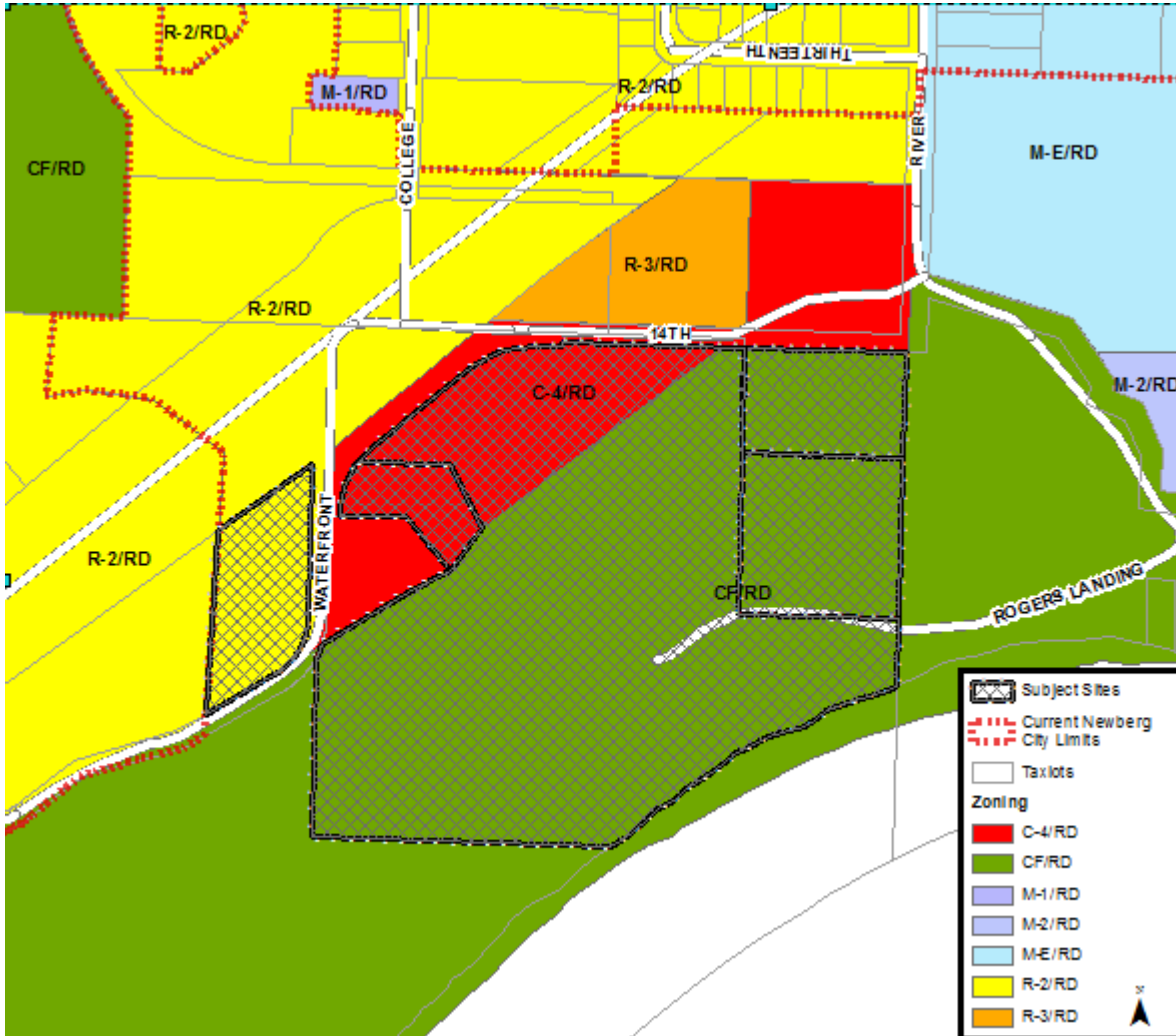 R-2/RD
THIRTEENTH
R-2/RD
M-1/RD
COLLEGE
RIVER
M-E/RD
CF/RD
R-3/RD
R-2/RD
14TH
C-4/RD
M-2/RD
WATERFRONT
R-2/RD
CF/RD
ROGERS LANDING
Subject Sites
Current Newberg
City Limits
Taxlots
Zoning
C-4/RD
CF/RD
M-1/RD
M-2/RD
M-E/RD
R-2/RD
R-3/RD